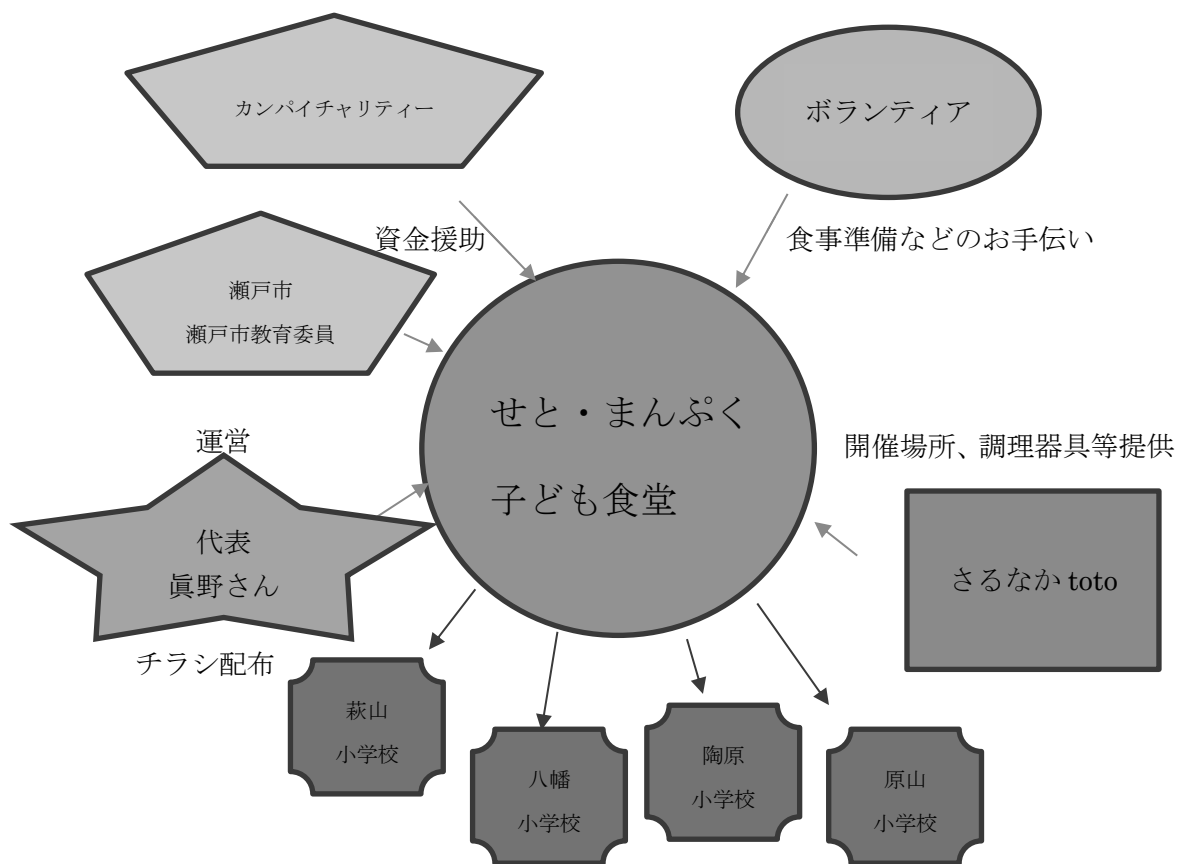 カンパイチャリティー
ボランティア
資金援助
食事準備などのお手伝い
瀬戸市
瀬戸市教育委員
せと・まんぷく
子ども食堂
運営
開催場所、調理器具等提供
代表
眞野さん
さるなか toto
チラシ配布
萩山
小学校
八幡
小学校
陶原
小学校
原山
小学校